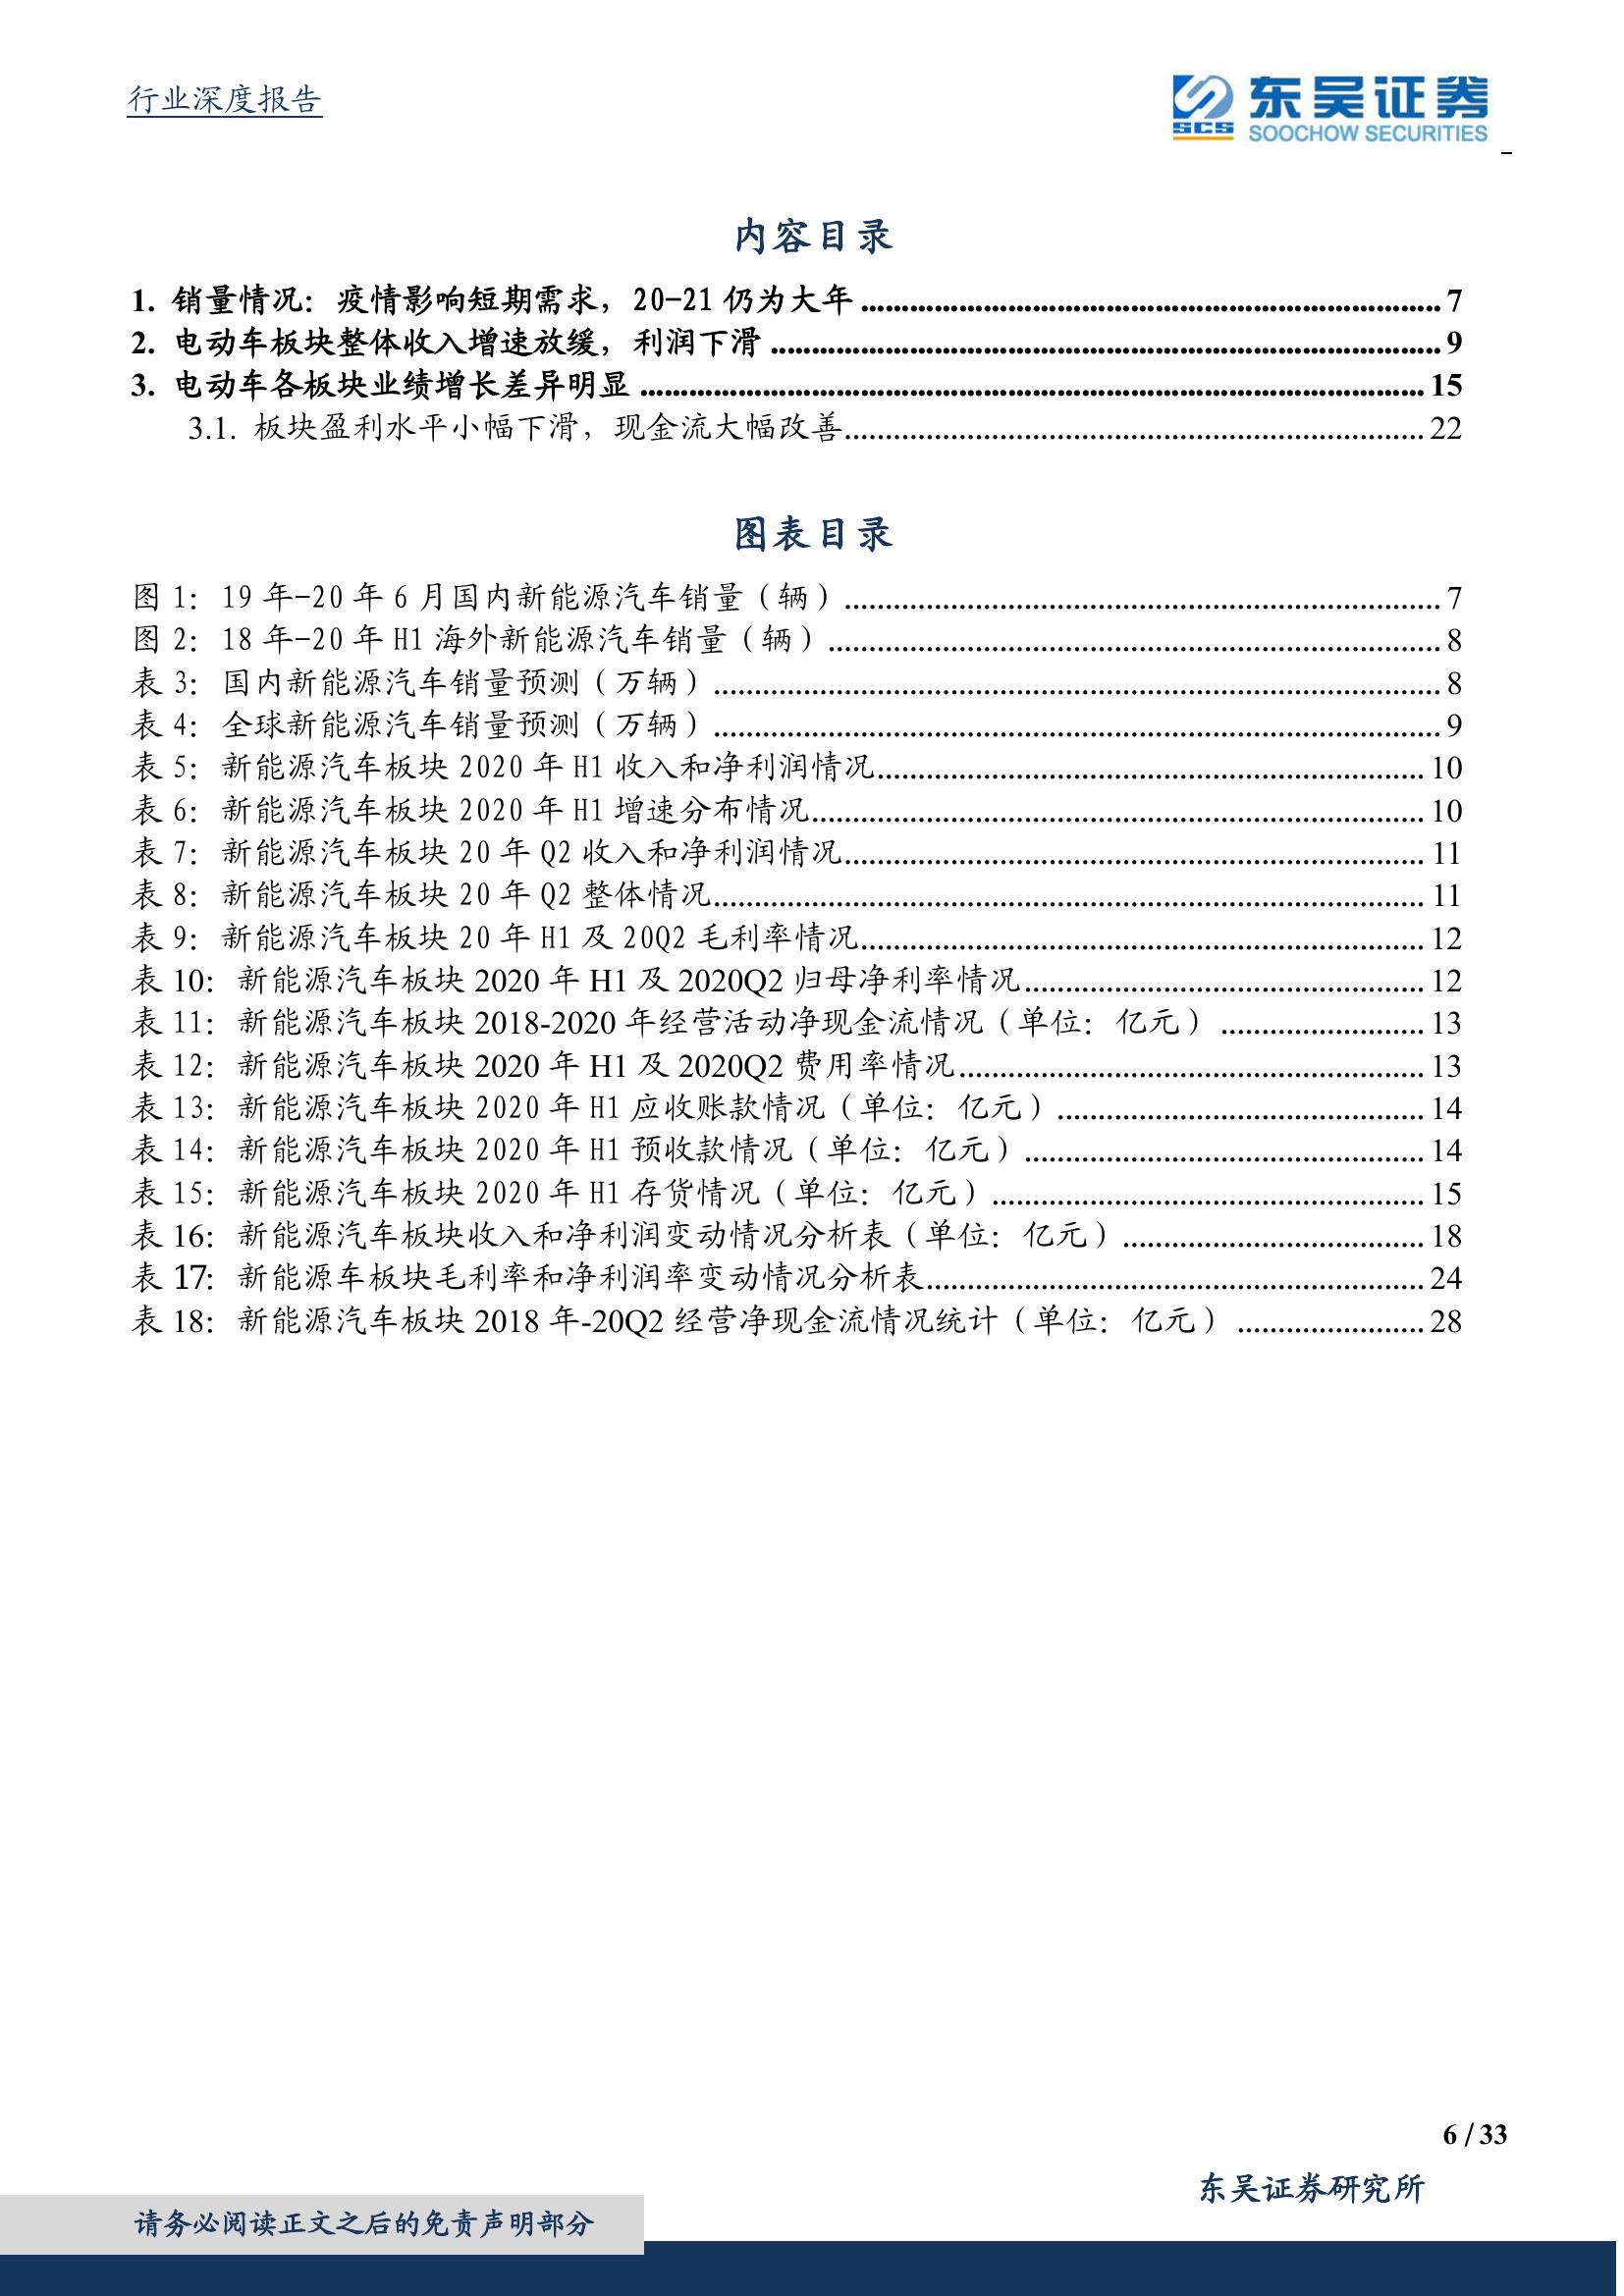 行业深度报告
SCS 东吴证券
SOOCHOW SECURITIES
内容目录
1. 销量情况：疫情影响短期需求，20-21 仍为大年 7
2. 电动车板块整体收入增速放缓，利润下滑 9
3. 电动车各板块业绩增长差异明显 15
3.1. 板块盈利水平小幅下滑，现金流大幅改善 22
图表目录
图 1：19 年-20 年 6 月国内新能源汽车销量（辆） 7
图 2：18 年-20 年 H1 海外新能源汽车销量（辆） 8
表 3：国内新能源汽车销量预测（万辆） 8
表 4：全球新能源汽车销量预测（万辆） 9
表 5：新能源汽车板块 2020 年 H1 收入和净利润情况 10
表 6：新能源汽车板块 2020 年 H1 增速分布情况 10
表 7：新能源汽车板块 20 年 Q2 收入和净利润情况 11
表 8：新能源汽车板块 20 年 Q2 整体情况 11
表 9：新能源汽车板块 20 年 H1 及 20Q2 毛利率情况 12
表 10：新能源汽车板块 2020 年 H1 及 2020Q2 归母净利率情况 12
表 11：新能源汽车板块 2018-2020 年经营活动净现金流情况（单位：亿元） 13
表 12：新能源汽车板块 2020 年 H1 及 2020Q2 费用率情况 13
表 13：新能源汽车板块 2020 年 H1 应收账款情况（单位：亿元） 14
表 14：新能源汽车板块 2020 年 H1 预收款情况（单位：亿元） 14
表 15：新能源汽车板块 2020 年 H1 存货情况（单位：亿元） 15
表 16：新能源汽车板块收入和净利润变动情况分析表（单位：亿元） 18
表 17：新能源车板块毛利率和净利润率变动情况分析表 24
表 18：新能源汽车板块 2018 年-20Q2 经营净现金流情况统计（单位：亿元） 28
6 / 33
东吴证券研究所
请务必阅读正文之后的免责声明部分